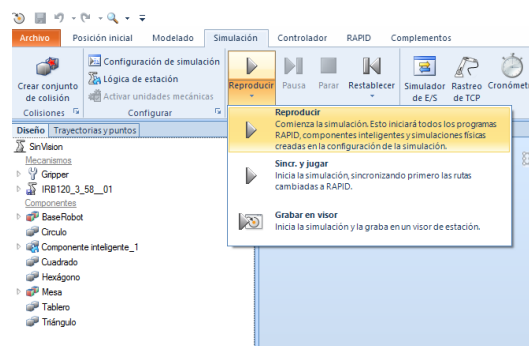 Archivo Posición inicial Modelado Simulación Controlador RAPID Complementos
Crear conjunto de colisión
Configuración de simulación
Lógica de estación
Activar unidades mecánicas
Reproducir Pausa Parar Restablecer
Simulador de E/S
Rastreo de TCP
Cronómet
Colisiones Configurar
Diseño Trayectorias y puntos
Reproducir
Comienza la simulación. Esto iniciará todos los programas
RAPID, componentes inteligentes y simulaciones físicas
creadas en la configuración de la simulación.
Sincr. y jugar
Inicia la simulación, sincronizando primero las rutas
cambiadas a RAPID.
Grabar en visor
Inicia la simulación y la graba en un visor de estación.
SinVision
Mecanismos
Gripper
IRB120_3_58__01
Componentes
BaseRobot
Circulo
Componente inteligente_1
Cuadrado
Hexágono
Mesa
Tablero
Triángulo